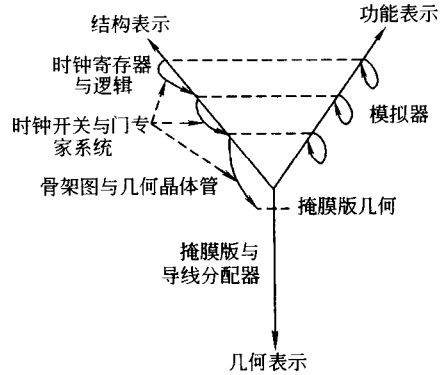 结构表示
功能表示
时钟寄存器
与逻辑
时钟开关与门专
家系统
模拟器
骨架图与几何晶体管
掩膜版几何
掩膜版与
导线分配器
几何表示